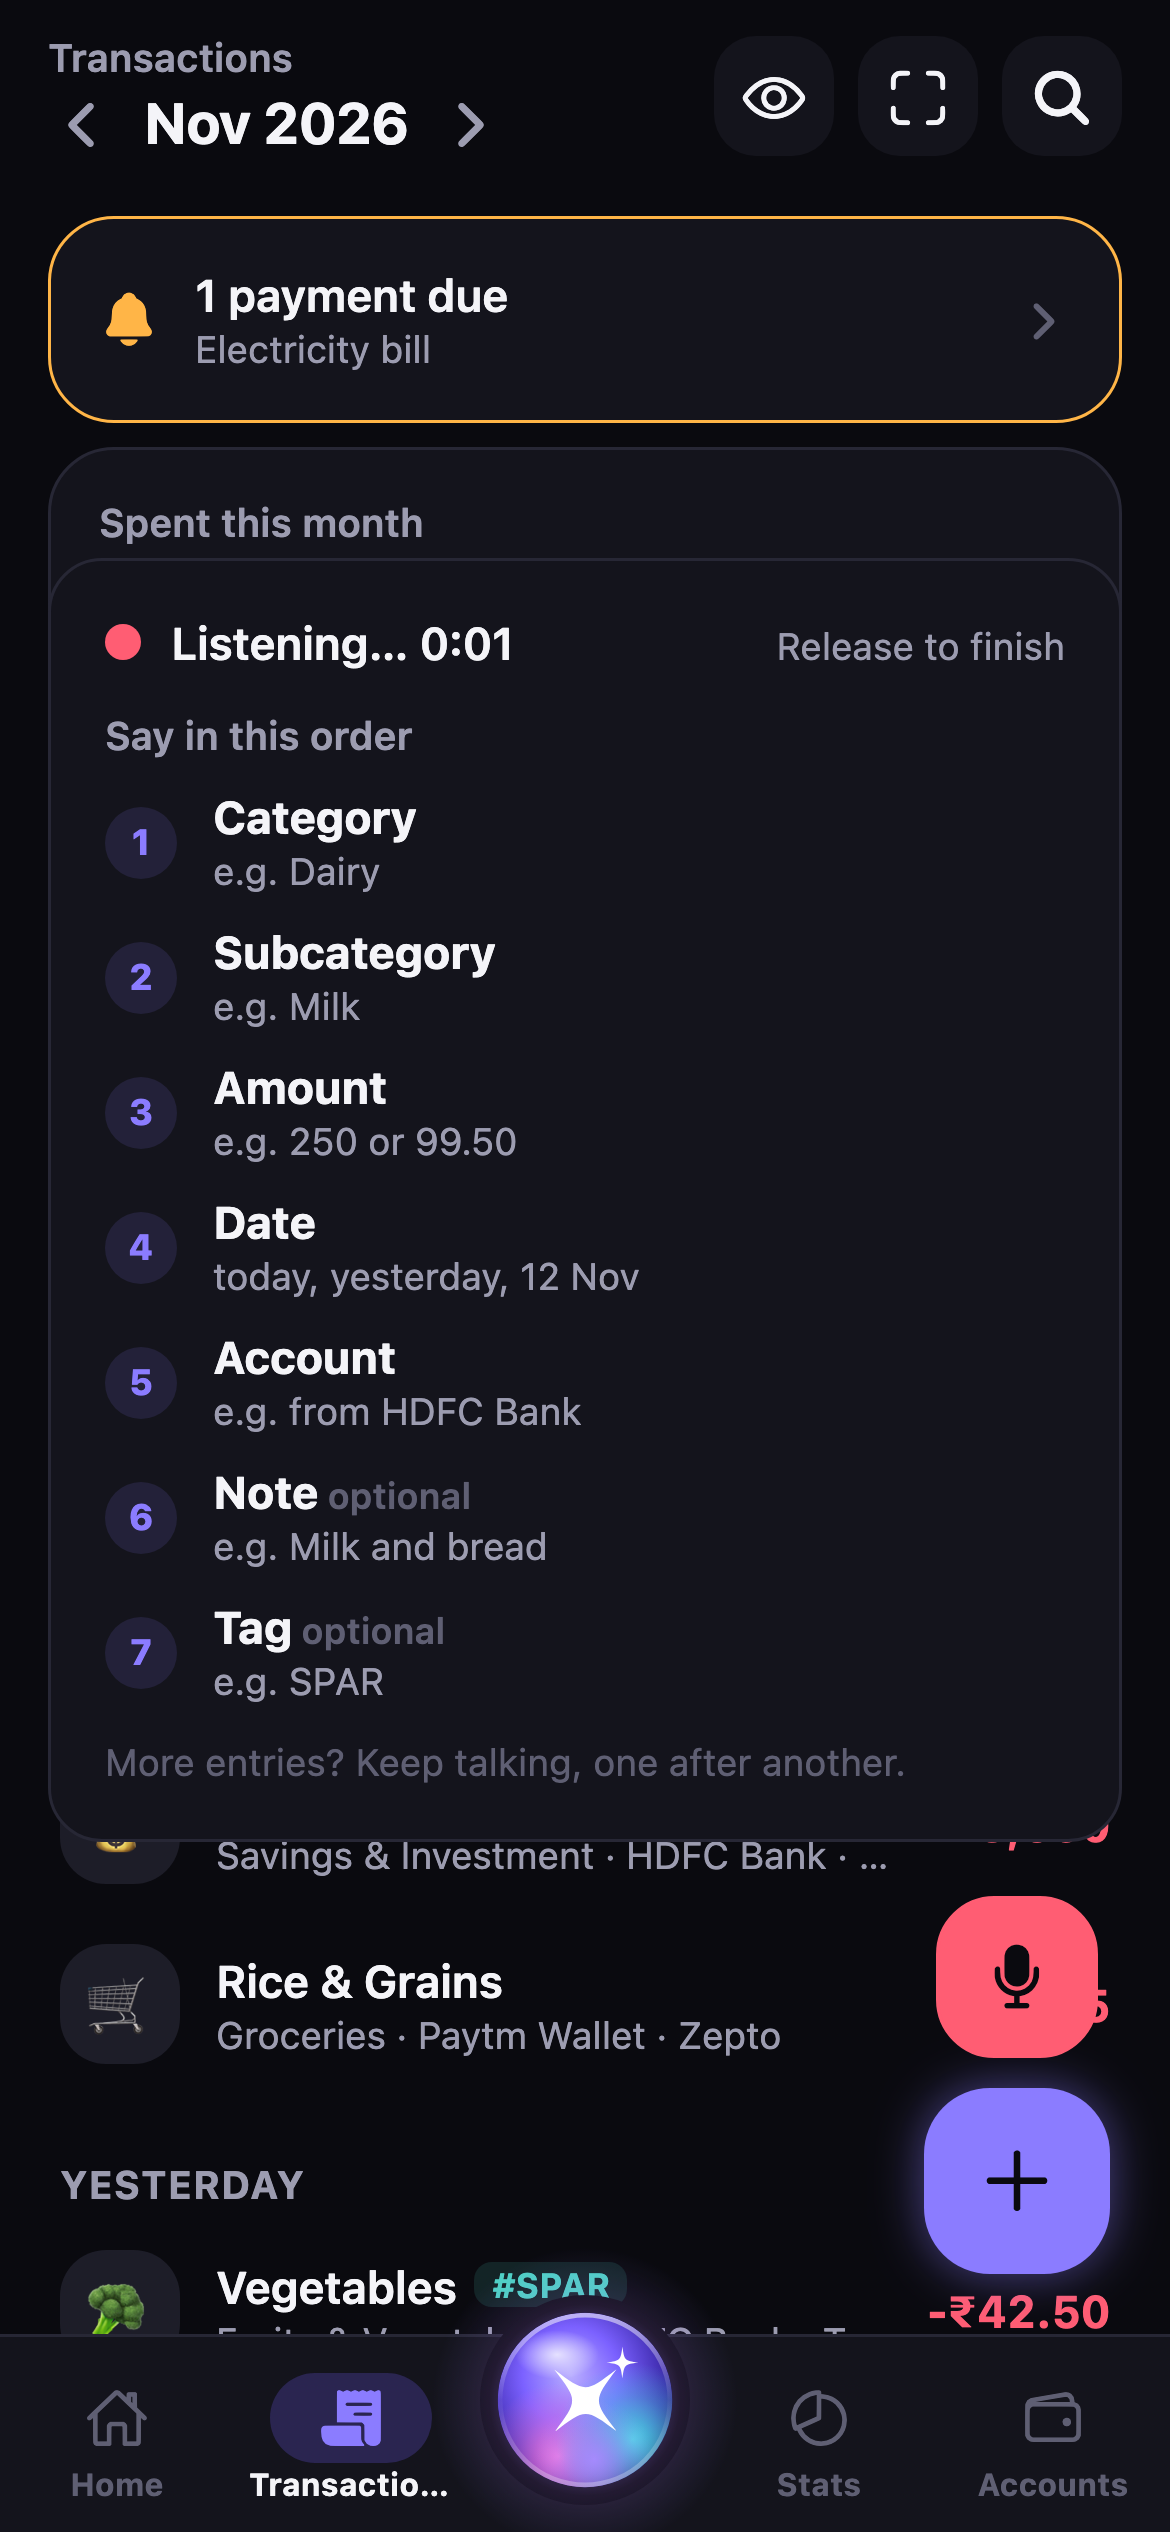 Transactions
Nov 2026
1 payment due
Electricity bill
Spent this month
Listening... 0:01
Release to finish
Say in this order
1
Category
e.g. Dairy
2
Subcategory
e.g. Milk
3
Amount
e.g. 250 or 99.50
4
Date
today, yesterday, 12 Nov
5
Account
e.g. from HDFC Bank
6
Note optional
e.g. Milk and bread
7
Tag optional
e.g. SPAR
More entries? Keep talking, one after another.
Savings & Investment · HDFC Bank · ...
Rice & Grains
Groceries · Paytm Wallet · Zepto
YESTERDAY
Vegetables #SPAR
-₹42.50
Home
Transactio...
Stats
Accounts